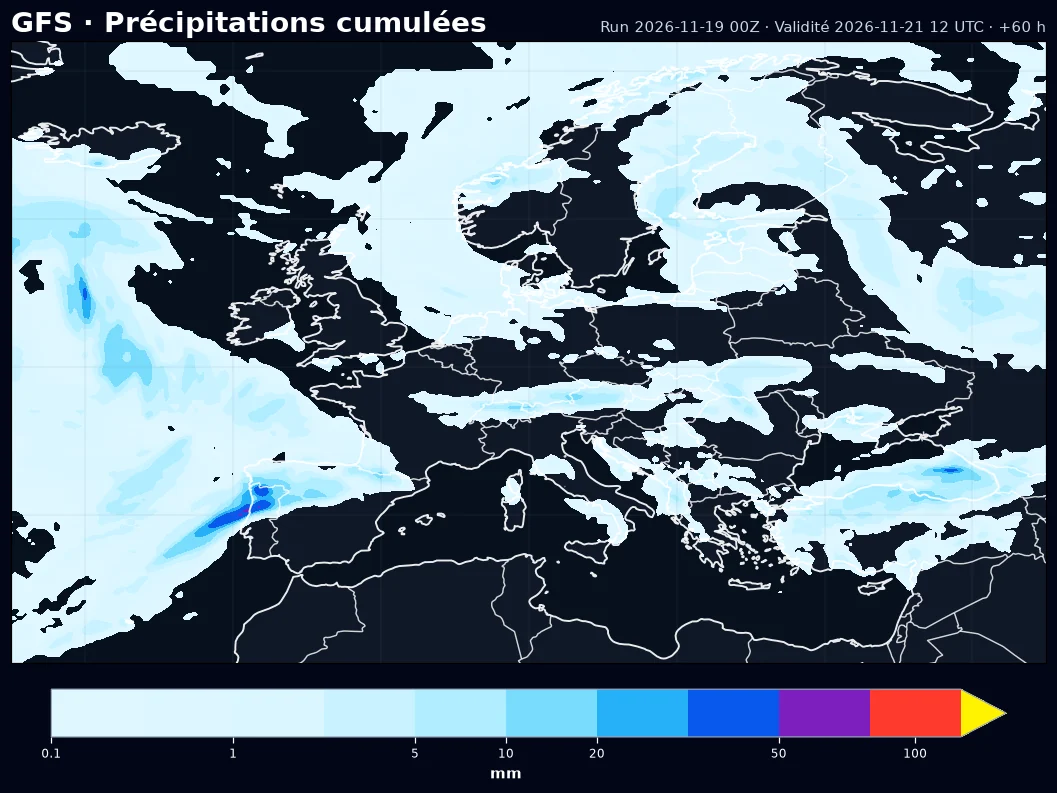 GFS · Précipitations cumulées
Run 2026-11-19 00Z · Validité 2026-11-21 12 UTC · +60 h
0.1 1 5 10 20 50 100
mm